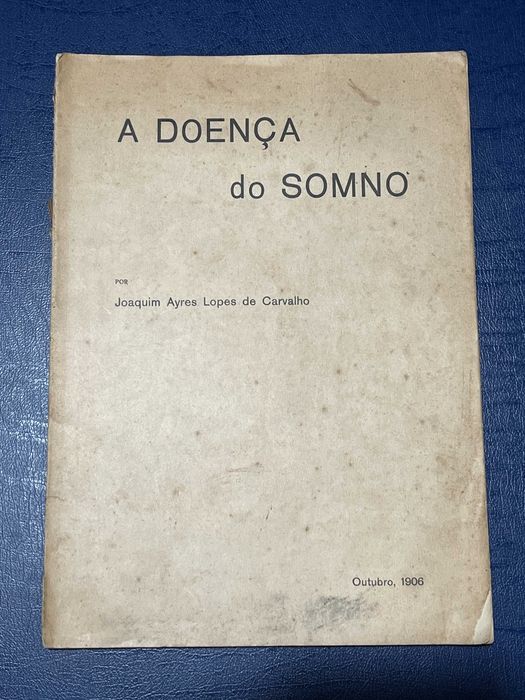 A DOENÇA
do SOMNO
POR
Joaquim Ayres Lopes de Carvalho
Outubro, 1906